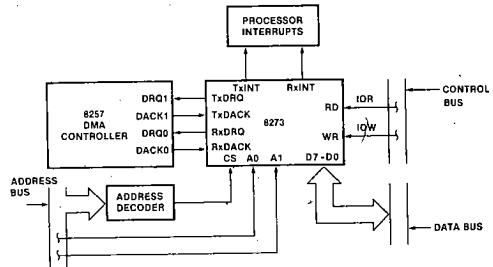 PROCESSOR
INTERRUPTS
TxINT RxINT
8257
DMA
CONTROLLER
DRQ1
DACK1
DRQ0
DACK0
TxDRQ
TxDACK
RxDRQ
RxDACK
8273
RD
WR
CS A0 A1 D7-D0
IOR
IOW
CONTROL
BUS
ADDRESS
BUS
ADDRESS
DECODER
DATA BUS